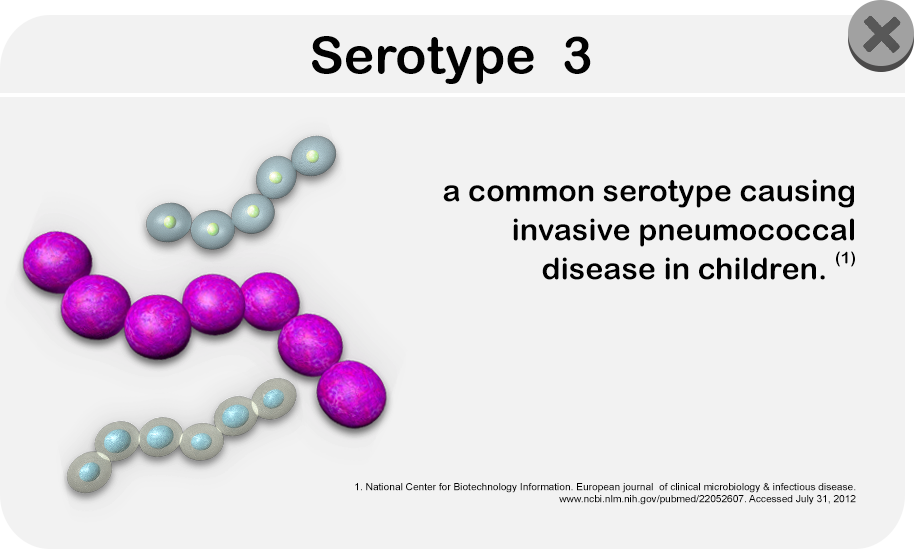 Serotype 3
a common serotype causing
invasive pneumococcal
disease in children. (1)
1. National Center for Biotechnology Information. European journal of clinical microbiology & infectious disease.
www.ncbi.nlm.nih.gov/pubmed/22052607. Accessed July 31, 2012